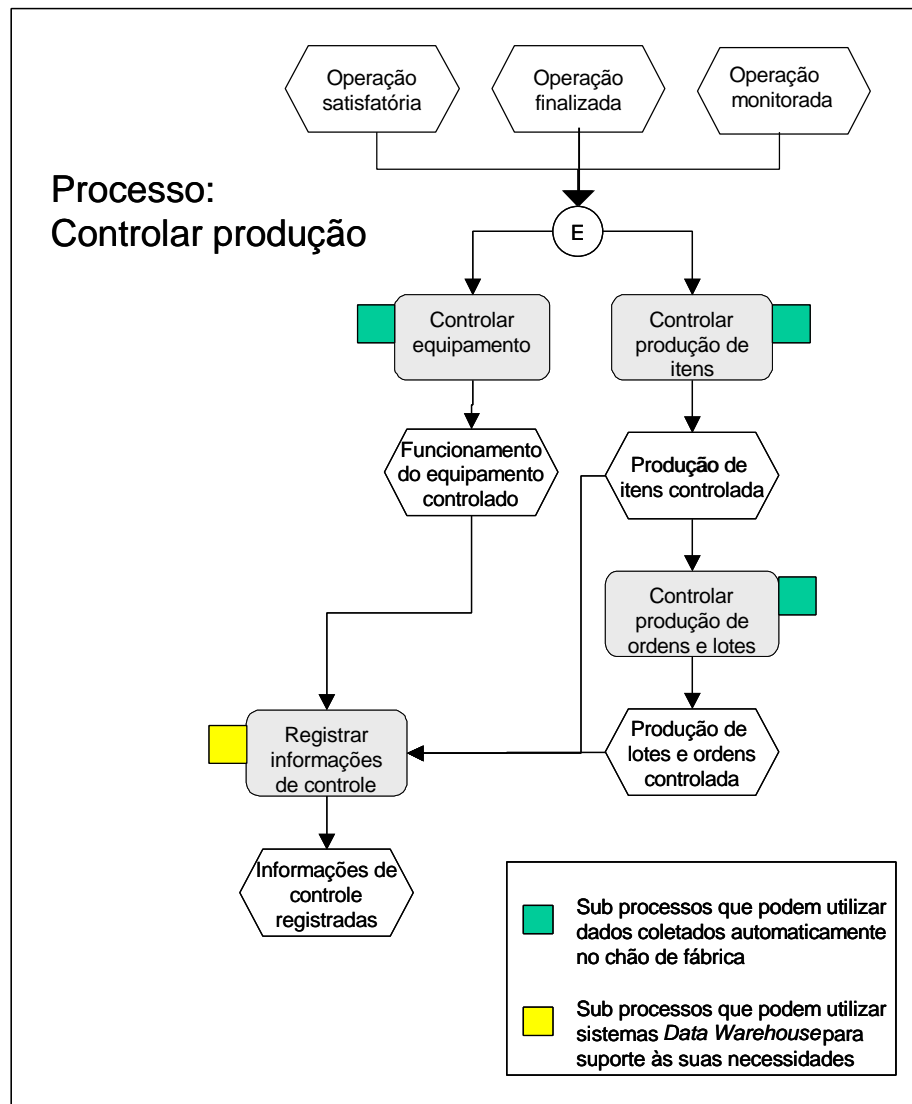 Operação
satisfatória
Operação
finalizada
Operação
monitorada
Processo:
Controlar produção
E
Controlar
equipamento
Controlar
produção de
itens
Funcionamento
do equipamento
controlado
Produção de
itens controlada
Controlar
produção de
ordens e lotes
Registrar
informações
de controle
Produção de
lotes e ordens
controlada
Informações de
controle
registradas
Sub processos que podem utilizar
dados coletados automaticamente
no chão de fábrica
Sub processos que podem utilizar
sistemas Data Warehouse para
suporte às suas necessidades